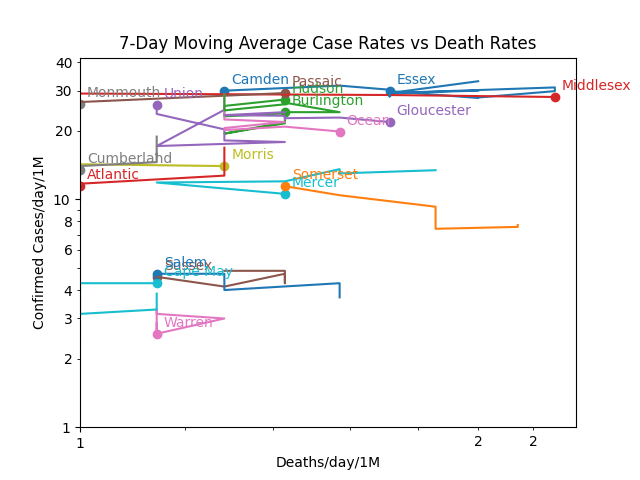 7-Day Moving Average Case Rates vs Death Rates
40
30
20
10
8
6
4
3
2
1
Confirmed Cases/day/1M
Camden
Essex
Passaic
Middlesex
Monmouth
Union
Hudson
Burlington
Gloucester
Ocean
Morris
Cumberland
Atlantic
Somerset
Mercer
Salem
Sussex
Cape May
Warren
1
2
2
Deaths/day/1M